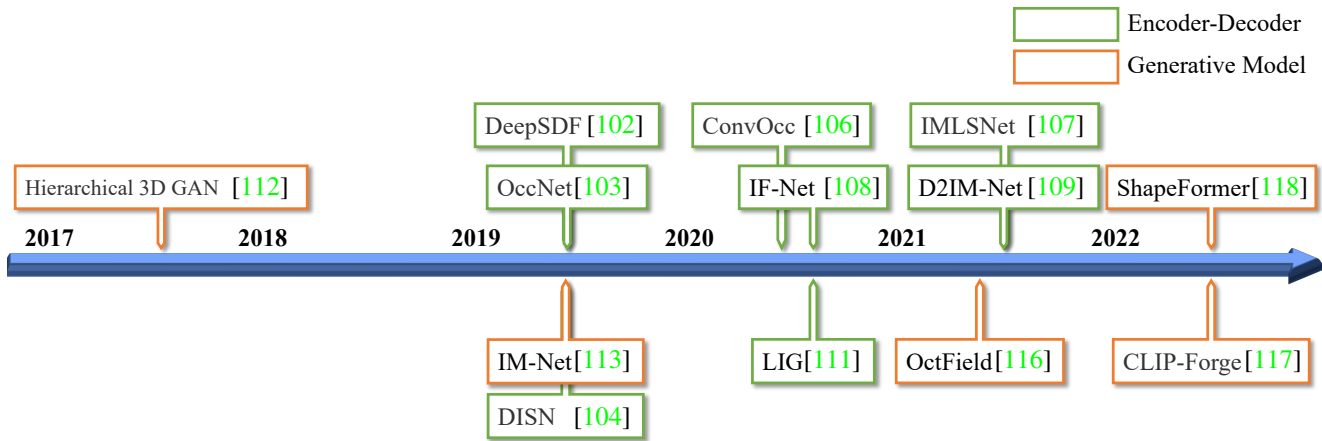 Encoder-Decoder
Generative Model
DeepSDF [102]
ConvOcc [106]
IMLSNet [107]
Hierarchical 3D GAN [112]
OccNet[103]
IF-Net [108]
D2IM-Net [109]
ShapeFormer[118]
2017 2018 2019 2020 2021 2022
IM-Net[113]
LIG[111]
OctField [116]
CLIP-Forge[117]
DISN [104]